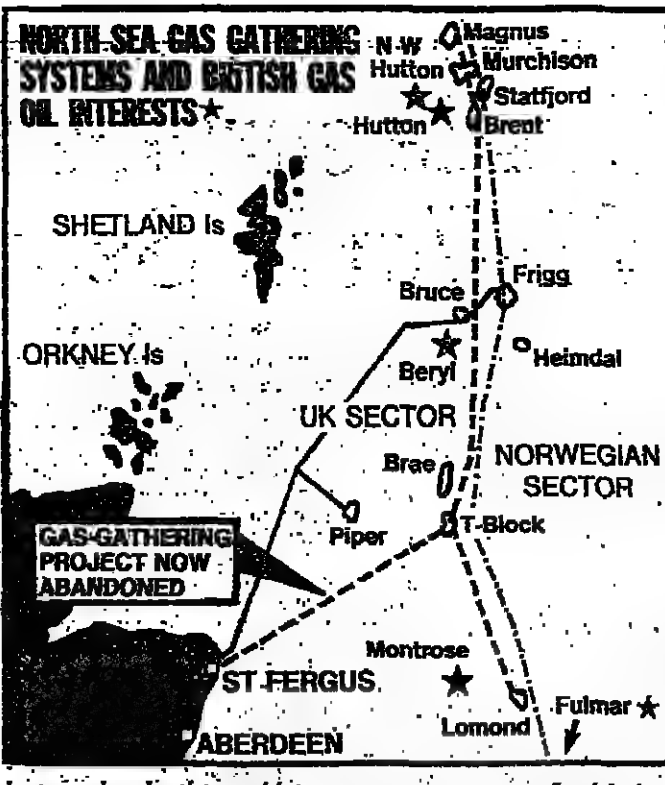 NORTH SEA GAS GATHERING
SYSTEMS AND BRITISH GAS
OIL INTERESTS ★
Magnus
N-W
Hutton
Murchison
Statfjord
Hutton
Brent
SHETLAND Is
Bruce
Frigg
Beryl
Heimdal
ORKNEY Is
UK SECTOR
Brae
NORWEGIAN
SECTOR
Piper
T-Block
GAS-GATHERING
PROJECT NOW
ABANDONED
Montrose
ST FERGUS
Lomond
Fulmar ★
ABERDEEN